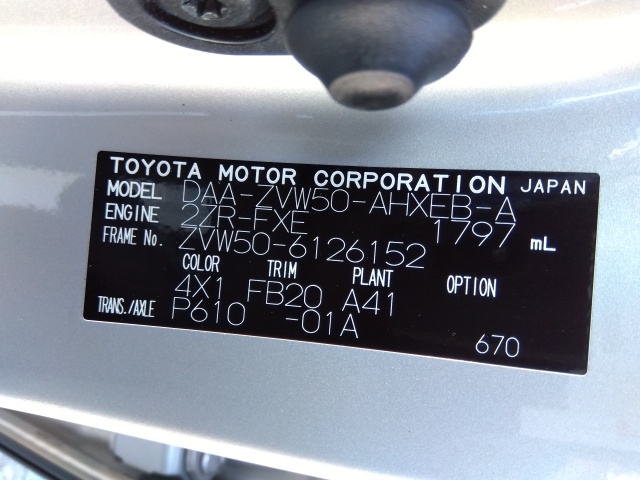 TOYOTA MOTOR CORPORATION JAPAN
MODEL DAA-ZVW50-AHXEB-A
ENGINE 2ZR-FXE 1797 mL
FRAME No. ZVW50-6126152
COLOR TRIM PLANT OPTION
4X1 FB20 A41
TRANS./AXLE P610 -01A
670